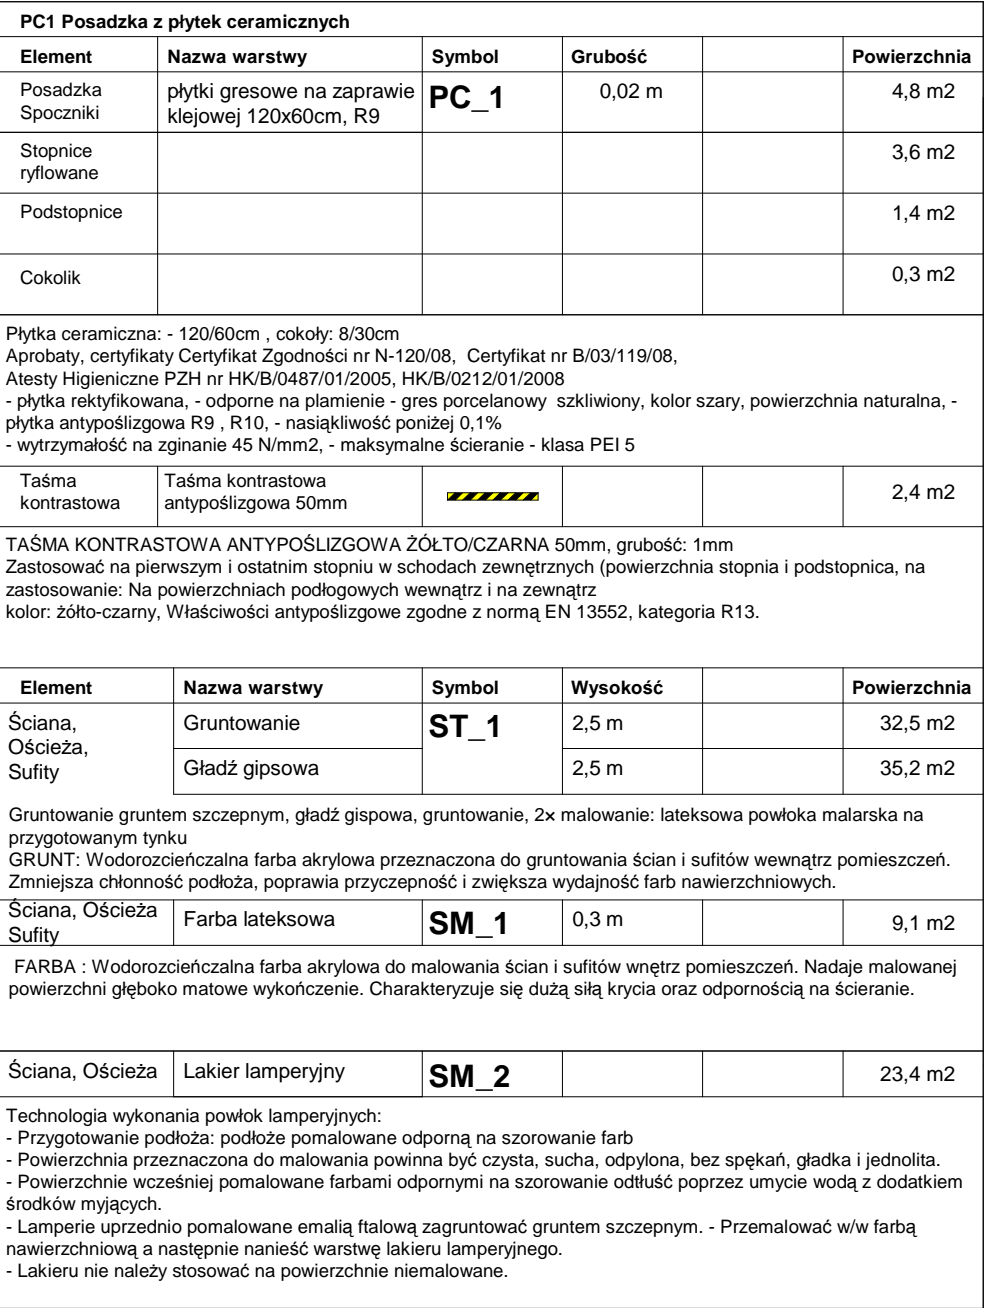 PC1 Posadzka z płytek ceramicznych
Element Nazwa warstwy Symbol Grubość Powierzchnia
Posadzka Spoczniki płytki gresowe na zaprawie klejowej 120x60cm, R9 PC_1 0,02 m 4,8 m2
Stopnice ryflowane 3,6 m2
Podstopnice 1,4 m2
Cokolik 0,3 m2
Płytka ceramiczna: - 120/60cm , cokoły: 8/30cm
Aprobaty, certyfikaty Certyfikat Zgodności nr N-120/08, Certyfikat nr B/03/119/08,
Atesty Higieniczne PZH nr HK/B/0487/01/2005, HK/B/0212/01/2008
- płytka rektyfikowana, - odporne na plamienie - gres porcelanowy szkliwiony, kolor szary, powierzchnia naturalna, -
płytka antypoślizgowa R9 , R10, - nasiąkliwość poniżej 0,1%
- wytrzymałość na zginanie 45 N/mm2, - maksymalne ścieranie - klasa PEI 5
Taśma kontrastowa Taśma kontrastowa antypoślizgowa 50mm 2,4 m2
TAŚMA KONTRASTOWA ANTYPOŚLIZGOWA ŻÓŁTO/CZARNA 50mm, grubość: 1mm
Zastosować na pierwszym i ostatnim stopniu w schodach zewnętrznych (powierzchnia stopnia i podstopnica, na
zastosowanie: Na powierzchniach podłogowych wewnątrz i na zewnątrz
kolor: żółto-czarny, Właściwości antypoślizgowe zgodne z normą EN 13552, kategoria R13.
Element Nazwa warstwy Symbol Wysokość Powierzchnia
Ściana, Ościeża, Sufity Gruntowanie ST_1 2,5 m 32,5 m2
Gładź gipsowa 2,5 m 35,2 m2
Gruntowanie gruntem szczepnym, gładź gispowa, gruntowanie, 2× malowanie: lateksowa powłoka malarska na
przygotowanym tynku
GRUNT: Wodorozcieńczalna farba akrylowa przeznaczona do gruntowania ścian i sufitów wewnątrz pomieszczeń.
Zmniejsza chłonność podłoża, poprawia przyczepność i zwiększa wydajność farb nawierzchniowych.
Ściana, Ościeża Sufity Farba lateksowa SM_1 0,3 m 9,1 m2
FARBA : Wodorozcieńczalna farba akrylowa do malowania ścian i sufitów wnętrz pomieszczeń. Nadaje malowanej
powierzchni głęboko matowe wykończenie. Charakteryzuje się dużą siłą krycia oraz odpornością na ścieranie.
Ściana, Ościeża Lakier lamperyjny SM_2 23,4 m2
Technologia wykonania powłok lamperyjnych:
- Przygotowanie podłoża: podłoże pomalowane odporną na szorowanie farb
- Powierzchnia przeznaczona do malowania powinna być czysta, sucha, odpylona, bez spękań, gładka i jednolita.
- Powierzchnie wcześniej pomalowane farbami odpornymi na szorowanie odtłuść poprzez umycie wodą z dodatkiem
środków myjących.
- Lamperie uprzednio pomalowane emalią ftalową zagruntować gruntem szczepnym. - Przemalować w/w farbą
nawierzchniową a następnie nanieść warstwę lakieru lamperyjnego.
- Lakieru nie należy stosować na powierzchnie niemalowane.